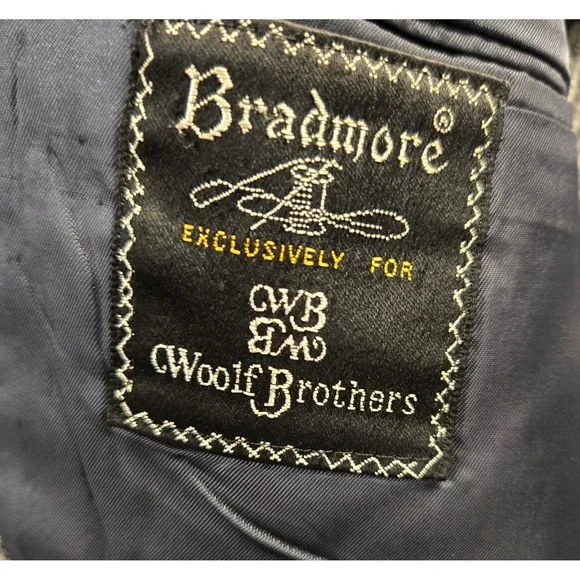 Bradmore®
EXCLUSIVELY FOR
WB
WB
Woolf Brothers